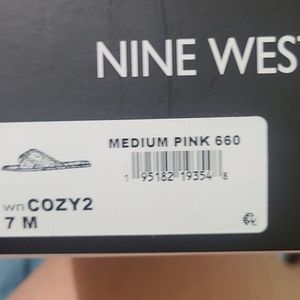 NINE WEST
MEDIUM PINK 660
1 95182 19354 8
wnCOZY2
7 M